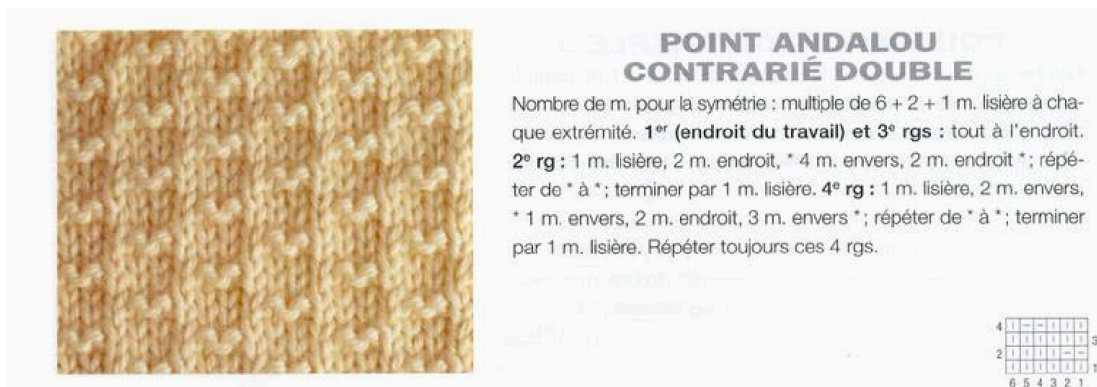 POINT ANDALOU
CONTRARIÉ DOUBLE
Nombre de m. pour la symétrie : multiple de 6 + 2 + 1 m. lisière à cha-
que extrémité. 1er (endroit du travail) et 3e rgs : tout à l'endroit.
2e rg : 1 m. lisière, 2 m. endroit, * 4 m. envers, 2 m. endroit * ; répé-
ter de * à * ; terminer par 1 m. lisière. 4e rg : 1 m. lisière, 2 m. envers,
* 1 m. envers, 2 m. endroit, 3 m. envers * ; répéter de * à * ; terminer
par 1 m. lisière. Répéter toujours ces 4 rgs.
4 I – – I I I
I I I I I I 3
2 I I I I – –
I I I I I I 1
6 5 4 3 2 1